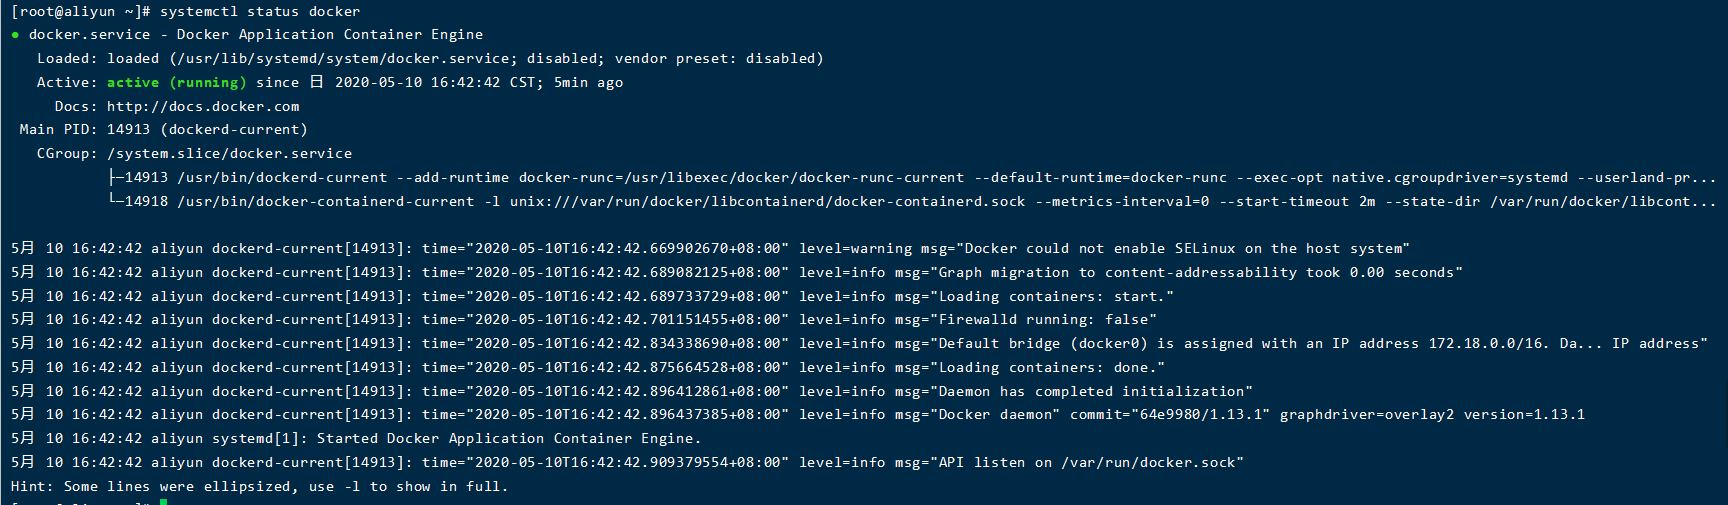 [root@aliyun ~]# systemctl status docker
● docker.service - Docker Application Container Engine
   Loaded: loaded (/usr/lib/systemd/system/docker.service; disabled; vendor preset: disabled)
   Active: active (running) since 日 2020-05-10 16:42:42 CST; 5min ago
     Docs: http://docs.docker.com
 Main PID: 14913 (dockerd-current)
   CGroup: /system.slice/docker.service
           ├─14913 /usr/bin/dockerd-current --add-runtime docker-runc=/usr/libexec/docker/docker-runc-current --default-runtime=docker-runc --exec-opt native.cgroupdriver=systemd --userland-pr...
           └─14918 /usr/bin/docker-containerd-current -l unix:///var/run/docker/libcontainerd/docker-containerd.sock --metrics-interval=0 --start-timeout 2m --state-dir /var/run/docker/libcont...
5月 10 16:42:42 aliyun dockerd-current[14913]: time="2020-05-10T16:42:42.669902670+08:00" level=warning msg="Docker could not enable SELinux on the host system"
5月 10 16:42:42 aliyun dockerd-current[14913]: time="2020-05-10T16:42:42.689082125+08:00" level=info msg="Graph migration to content-addressability took 0.00 seconds"
5月 10 16:42:42 aliyun dockerd-current[14913]: time="2020-05-10T16:42:42.689733729+08:00" level=info msg="Loading containers: start."
5月 10 16:42:42 aliyun dockerd-current[14913]: time="2020-05-10T16:42:42.701151455+08:00" level=info msg="Firewalld running: false"
5月 10 16:42:42 aliyun dockerd-current[14913]: time="2020-05-10T16:42:42.834338690+08:00" level=info msg="Default bridge (docker0) is assigned with an IP address 172.18.0.0/16. Da... IP address"
5月 10 16:42:42 aliyun dockerd-current[14913]: time="2020-05-10T16:42:42.875664528+08:00" level=info msg="Loading containers: done."
5月 10 16:42:42 aliyun dockerd-current[14913]: time="2020-05-10T16:42:42.896412861+08:00" level=info msg="Daemon has completed initialization"
5月 10 16:42:42 aliyun dockerd-current[14913]: time="2020-05-10T16:42:42.896437385+08:00" level=info msg="Docker daemon" commit="64e9980/1.13.1" graphdriver=overlay2 version=1.13.1
5月 10 16:42:42 aliyun systemd[1]: Started Docker Application Container Engine.
5月 10 16:42:42 aliyun dockerd-current[14913]: time="2020-05-10T16:42:42.909379554+08:00" level=info msg="API listen on /var/run/docker.sock"
Hint: Some lines were ellipsized, use -l to show in full.